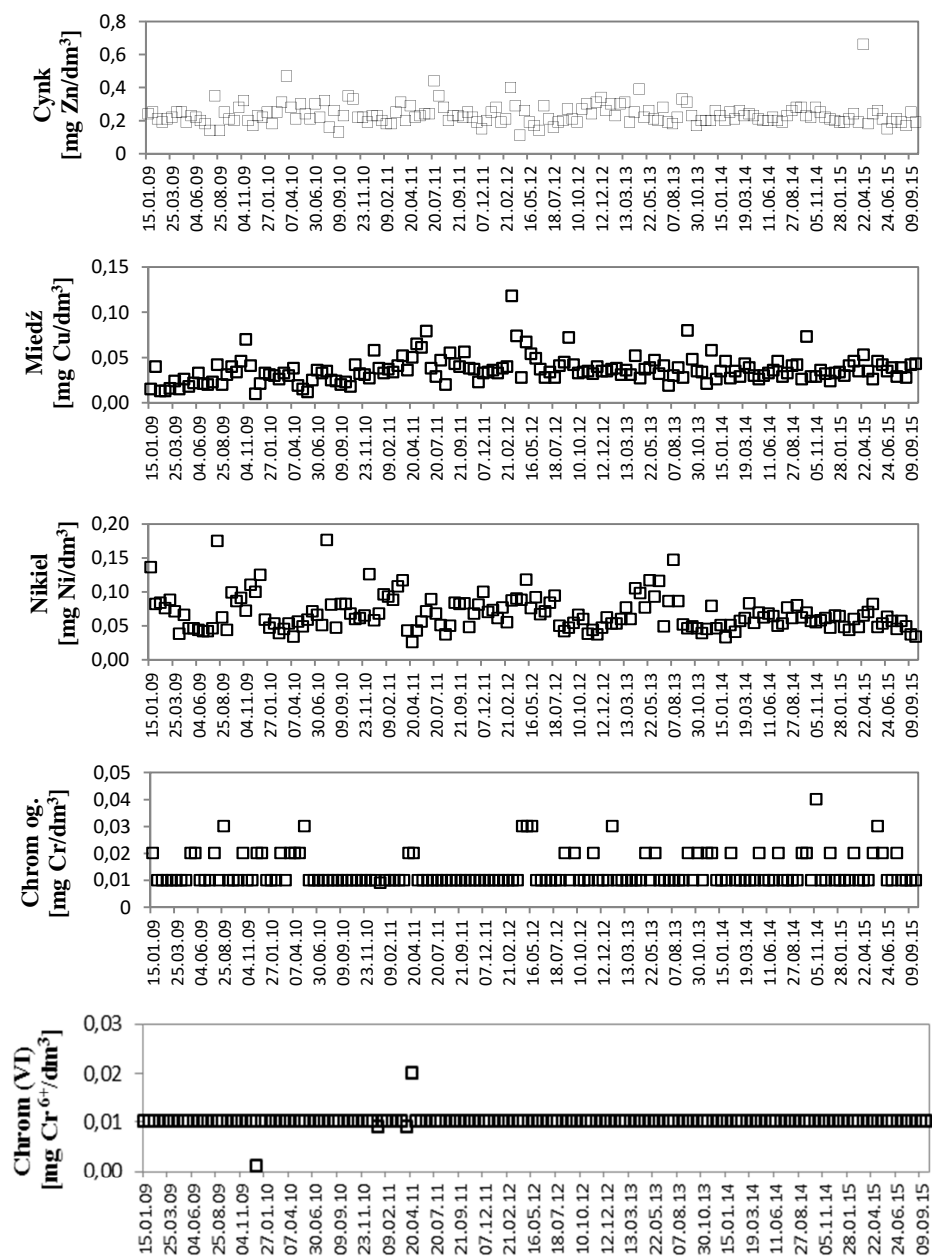 Cynk
[mg Zn/dm³]
0,8
0,6
0,4
0,2
0
15.01.09 25.03.09 04.06.09 25.08.09 04.11.09 27.01.10 07.04.10 30.06.10 09.09.10 23.11.10 09.02.11 20.04.11 20.07.11 21.09.11 07.12.11 21.02.12 16.05.12 18.07.12 10.10.12 12.12.12 13.03.13 22.05.13 07.08.13 30.10.13 15.01.14 19.03.14 11.06.14 27.08.14 05.11.14 28.01.15 22.04.15 24.06.15 09.09.15
Miedź
[mg Cu/dm³]
0,15
0,10
0,05
0,00
15.01.09 25.03.09 04.06.09 25.08.09 04.11.09 27.01.10 07.04.10 30.06.10 09.09.10 23.11.10 09.02.11 20.04.11 20.07.11 21.09.11 07.12.11 21.02.12 16.05.12 18.07.12 10.10.12 12.12.12 13.03.13 22.05.13 07.08.13 30.10.13 15.01.14 19.03.14 11.06.14 27.08.14 05.11.14 28.01.15 22.04.15 24.06.15 09.09.15
Nikiel
[mg Ni/dm³]
0,20
0,15
0,10
0,05
0,00
15.01.09 25.03.09 04.06.09 25.08.09 04.11.09 27.01.10 07.04.10 30.06.10 09.09.10 23.11.10 09.02.11 20.04.11 20.07.11 21.09.11 07.12.11 21.02.12 16.05.12 18.07.12 10.10.12 12.12.12 13.03.13 22.05.13 07.08.13 30.10.13 15.01.14 19.03.14 11.06.14 27.08.14 05.11.14 28.01.15 22.04.15 24.06.15 09.09.15
Chrom og.
[mg Cr/dm³]
0,05
0,04
0,03
0,02
0,01
0
15.01.09 25.03.09 04.06.09 25.08.09 04.11.09 27.01.10 07.04.10 30.06.10 09.09.10 23.11.10 09.02.11 20.04.11 20.07.11 21.09.11 07.12.11 21.02.12 16.05.12 18.07.12 10.10.12 12.12.12 13.03.13 22.05.13 07.08.13 30.10.13 15.01.14 19.03.14 11.06.14 27.08.14 05.11.14 28.01.15 22.04.15 24.06.15 09.09.15
Chrom (VI)
[mg Cr⁶⁺/dm³]
0,03
0,02
0,01
0,00
15.01.09 25.03.09 04.06.09 25.08.09 04.11.09 27.01.10 07.04.10 30.06.10 09.09.10 23.11.10 09.02.11 20.04.11 20.07.11 21.09.11 07.12.11 21.02.12 16.05.12 18.07.12 10.10.12 12.12.12 13.03.13 22.05.13 07.08.13 30.10.13 15.01.14 19.03.14 11.06.14 27.08.14 05.11.14 28.01.15 22.04.15 24.06.15 09.09.15